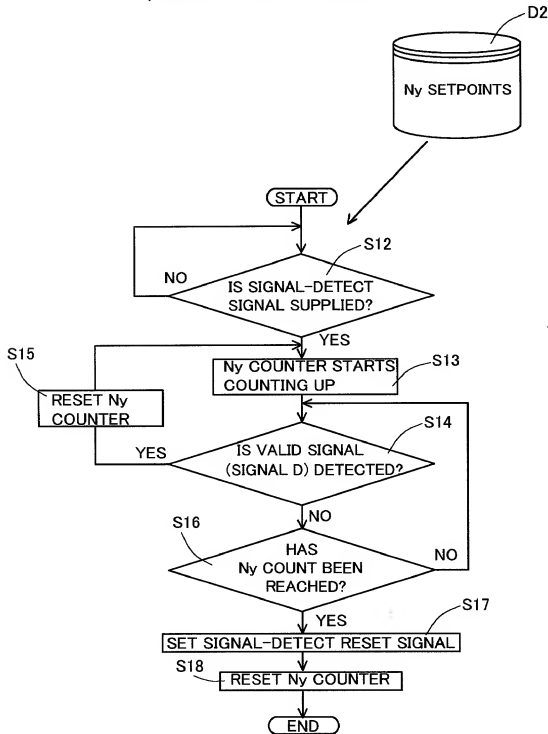 D2
Ny SETPOINTS
START
S12
NO
IS SIGNAL-DETECT
SIGNAL SUPPLIED?
YES
S15
S13
Ny COUNTER STARTS
COUNTING UP
RESET Ny
COUNTER
S14
YES
IS VALID SIGNAL
(SIGNAL D) DETECTED?
NO
S16
HAS
Ny COUNT BEEN
REACHED?
NO
YES
S17
SET SIGNAL-DETECT RESET SIGNAL
S18
RESET Ny COUNTER
END